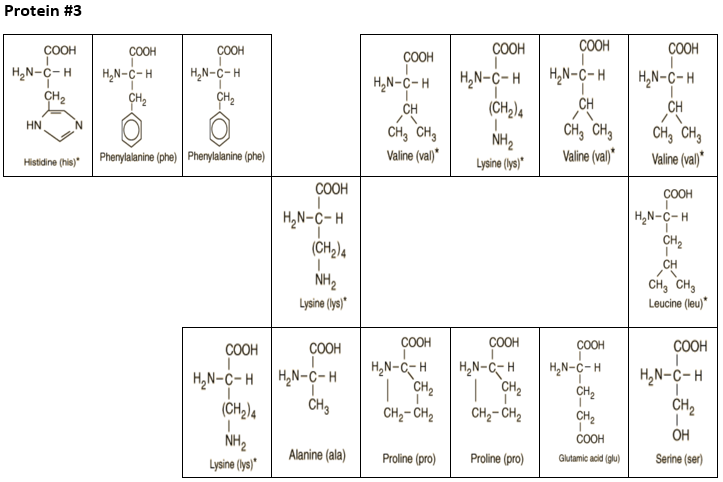 Protein #3
COOH
H₂N–C–H
CH₂
HN N
Histidine (his)*
COOH
H₂N–C–H
CH₂
Phenylalanine (phe)
COOH
H₂N–C–H
CH₂
Phenylalanine (phe)
COOH
H₂N–C–H
CH
CH₃ CH₃
Valine (val)*
COOH
H₂N–C–H
(CH₂)₄
NH₂
Lysine (lys)*
COOH
H₂N–C–H
CH
CH₃ CH₃
Valine (val)*
COOH
H₂N–C–H
CH
CH₃ CH₃
Valine (val)*
COOH
H₂N–C–H
(CH₂)₄
NH₂
Lysine (lys)*
COOH
H₂N–C–H
CH₂
CH
CH₃ CH₃
Leucine (leu)*
COOH
H₂N–C–H
(CH₂)₄
NH₂
Lysine (lys)*
COOH
H₂N–C–H
CH₃
Alanine (ala)
COOH
H₂N–C–H
CH₂
CH₂–CH₂
Proline (pro)
COOH
H₂N–C–H
CH₂
CH₂–CH₂
Proline (pro)
COOH
H₂N–C–H
CH₂
CH₂
COOH
Glutamic acid (glu)
COOH
H₂N–C–H
CH₂
OH
Serine (ser)